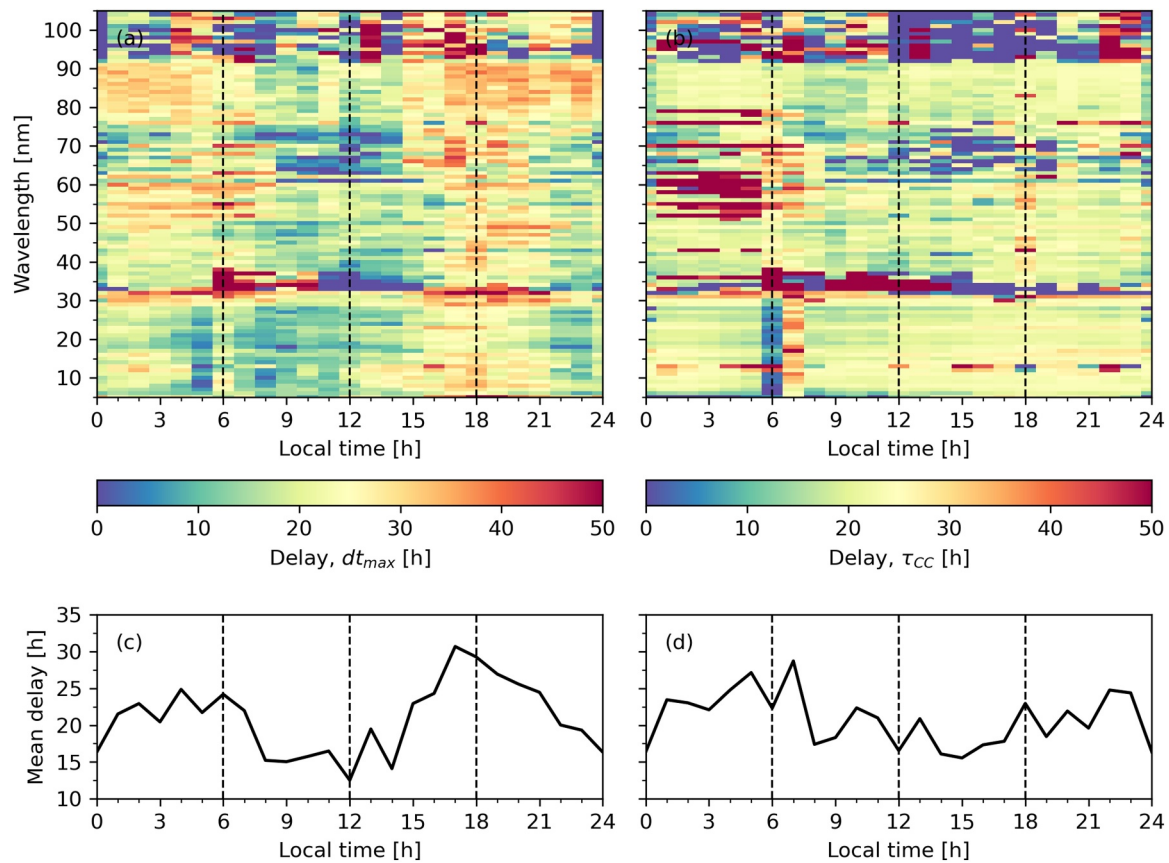 (a)
(b)
Wavelength [nm]
100
90
80
70
60
50
40
30
20
10
0 3 6 9 12 15 18 21 24
0 3 6 9 12 15 18 21 24
Local time [h]
Local time [h]
0 10 20 30 40 50
0 10 20 30 40 50
Delay, dt_max [h]
Delay, τ_CC [h]
(c)
(d)
Mean delay [h]
35
30
25
20
15
10
0 3 6 9 12 15 18 21 24
0 3 6 9 12 15 18 21 24
Local time [h]
Local time [h]